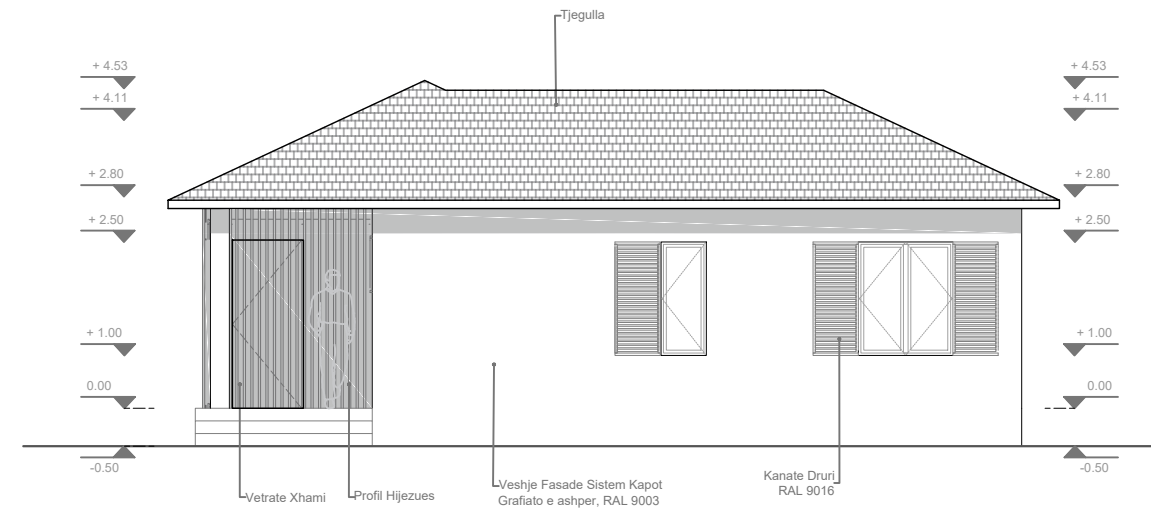 Tjegulla
+ 4.53
+ 4.53
+ 4.11
+ 4.11
+ 2.80
+ 2.80
+ 2.50
+ 2.50
+ 1.00
+ 1.00
0.00
0.00
-0.50
-0.50
Vetrate Xhami
Profil Hijezues
Veshje Fasade Sistem Kapot
Grafiato e ashper, RAL 9003
Kanate Druri
RAL 9016